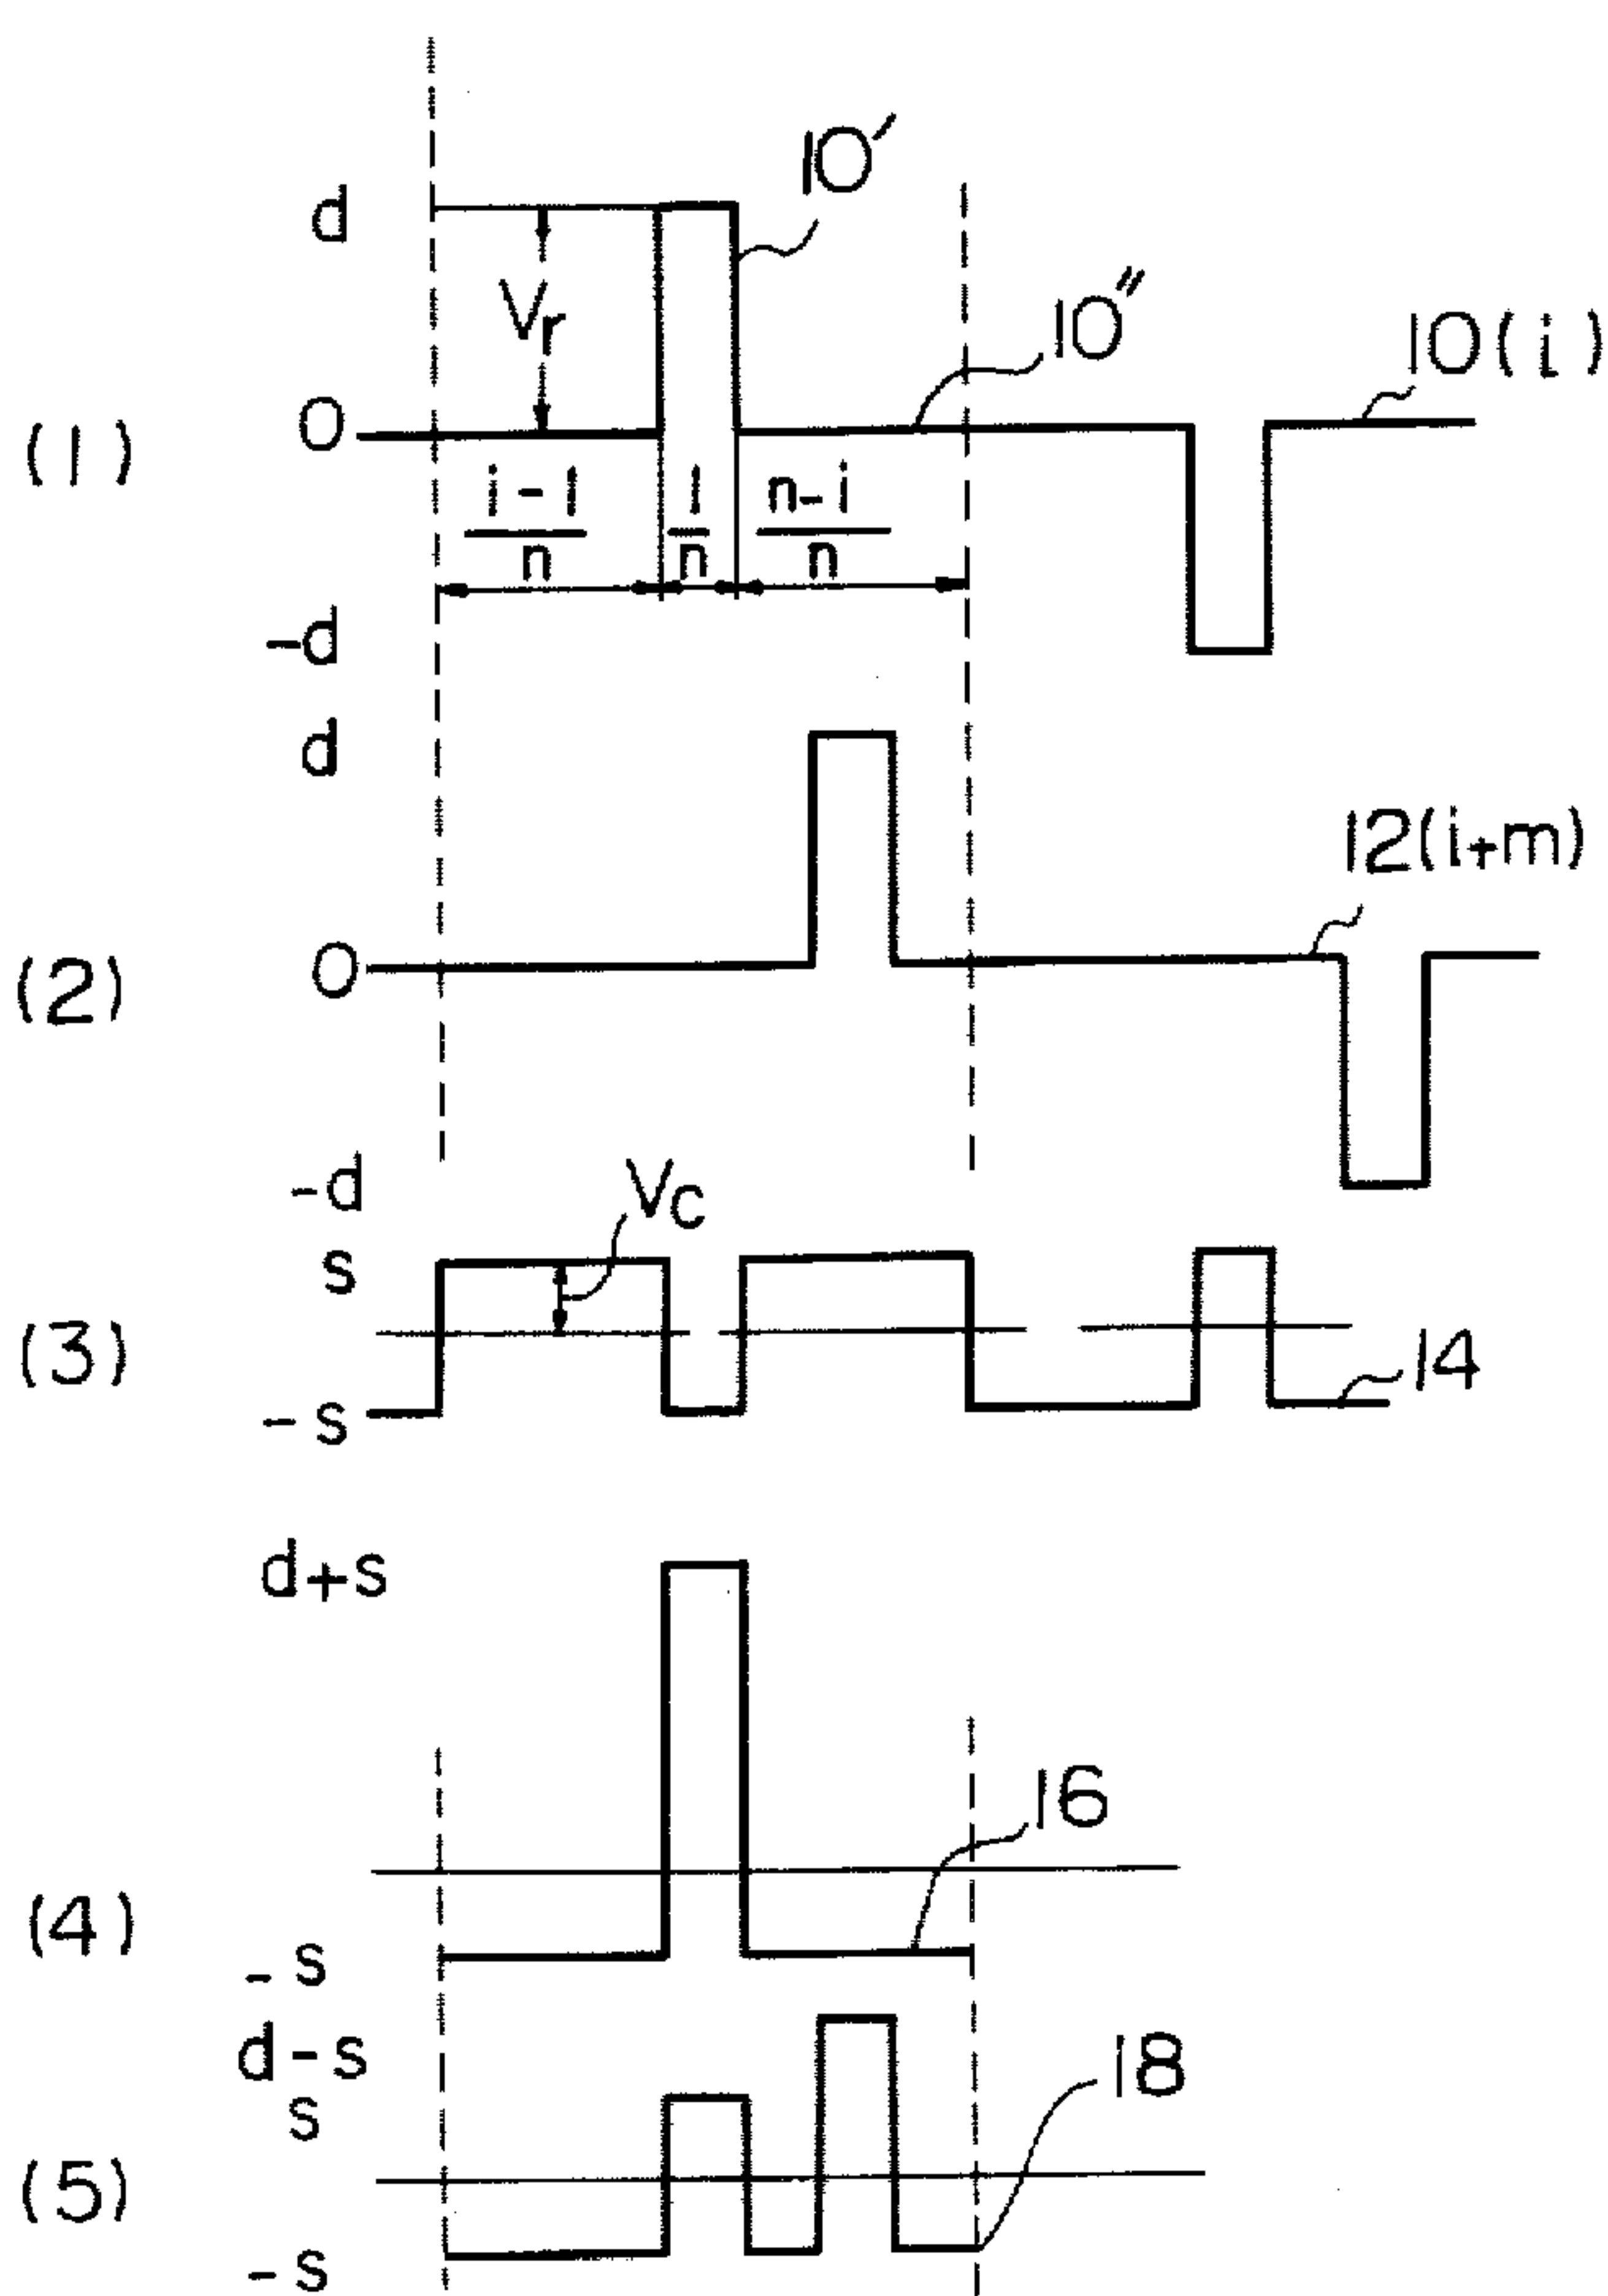 10′
d
Vr
10″
10(i)
0
(1)
i-1/n 1/n n-i/n
-d
d
12(i+m)
0
(2)
-d
Vc
s
(3)
14
-s
d+s
16
(4)
-s
d-s
18
s
(5)
-s